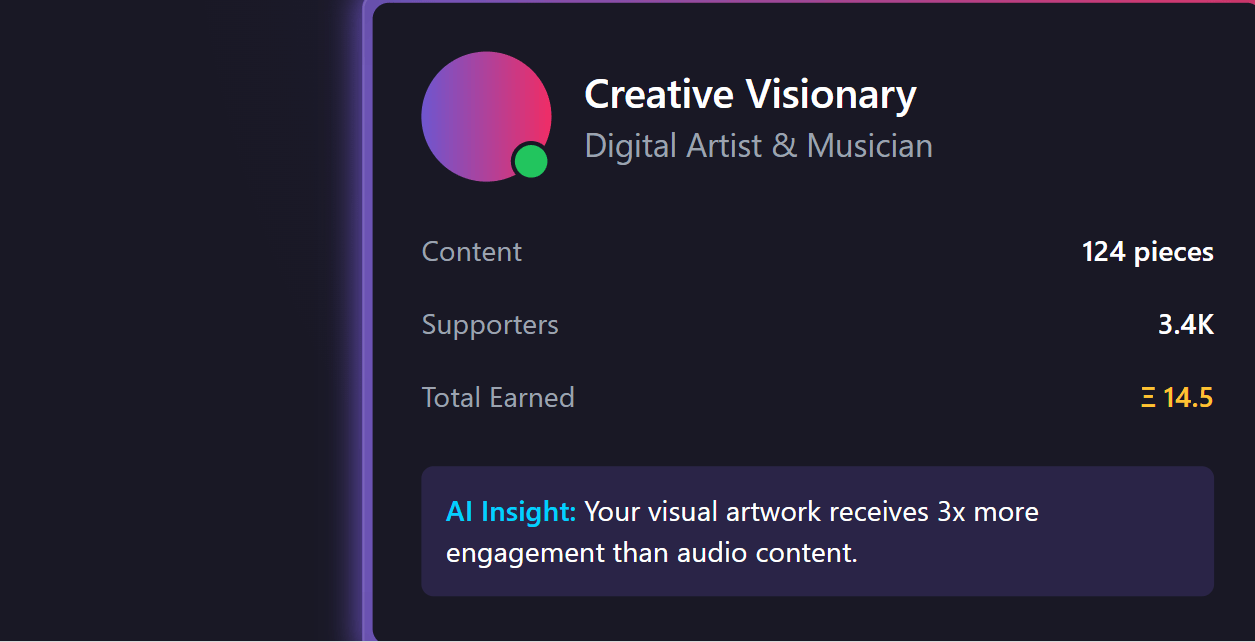 Creative Visionary
Digital Artist & Musician
Content 124 pieces
Supporters 3.4K
Total Earned Ξ 14.5
AI Insight: Your visual artwork receives 3x more
engagement than audio content.